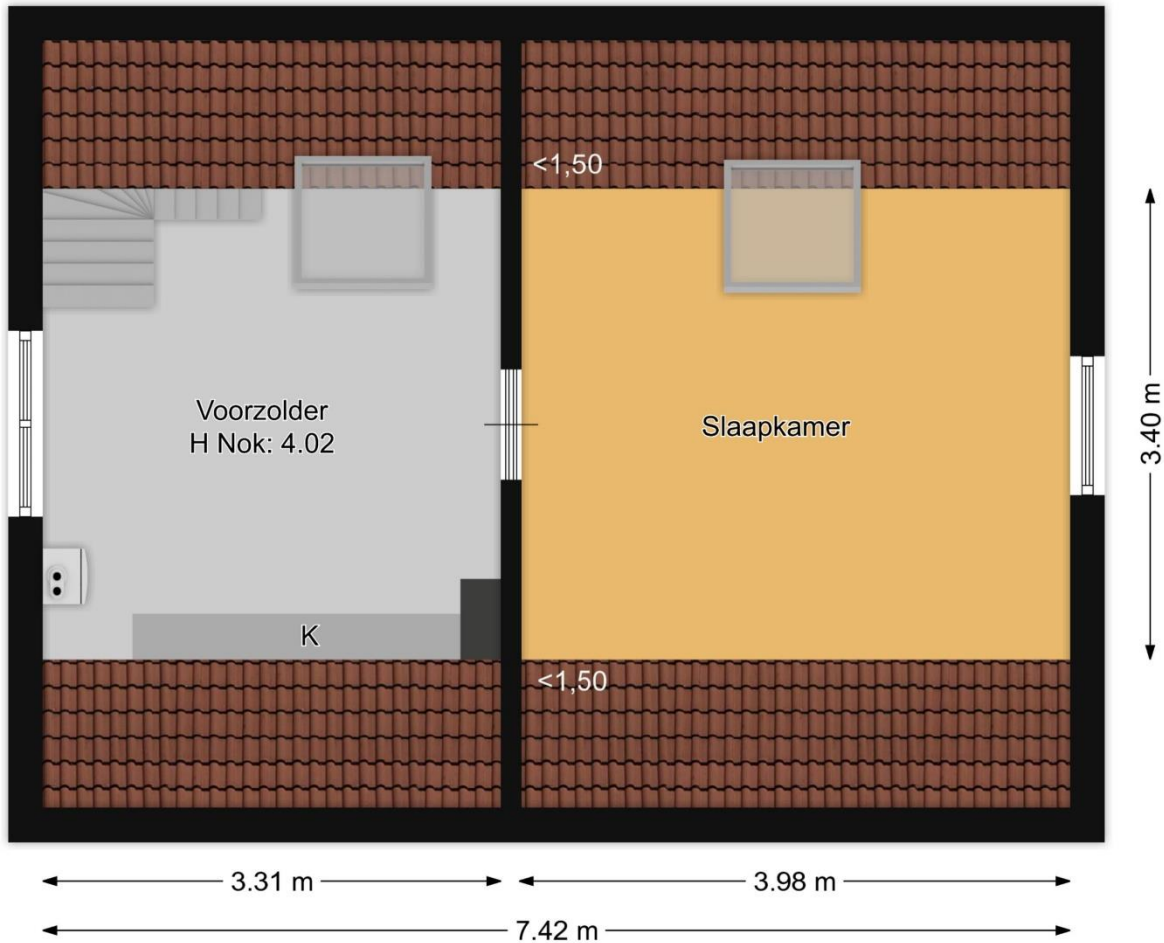 <1,50
Voorzolder
H Nok: 4.02
Slaapkamer
3.40 m
K
<1,50
3.31 m
3.98 m
7.42 m